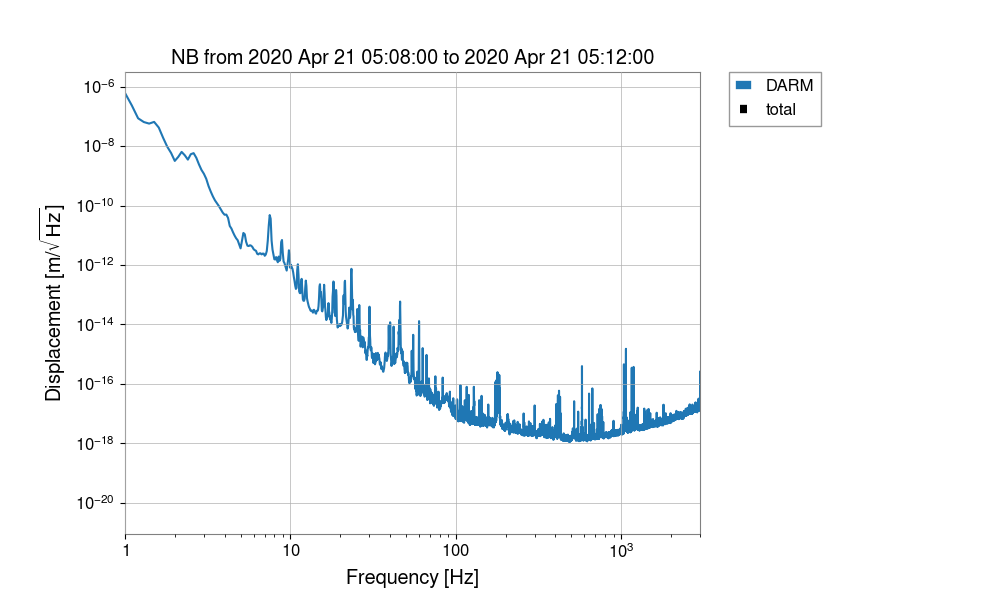 NB from 2020 Apr 21 05:08:00 to 2020 Apr 21 05:12:00
DARM
total
10⁻⁶
10⁻⁸
10⁻¹⁰
10⁻¹²
10⁻¹⁴
10⁻¹⁶
10⁻¹⁸
10⁻²⁰
Displacement [m/√Hz]
1 10 100 10³
Frequency [Hz]